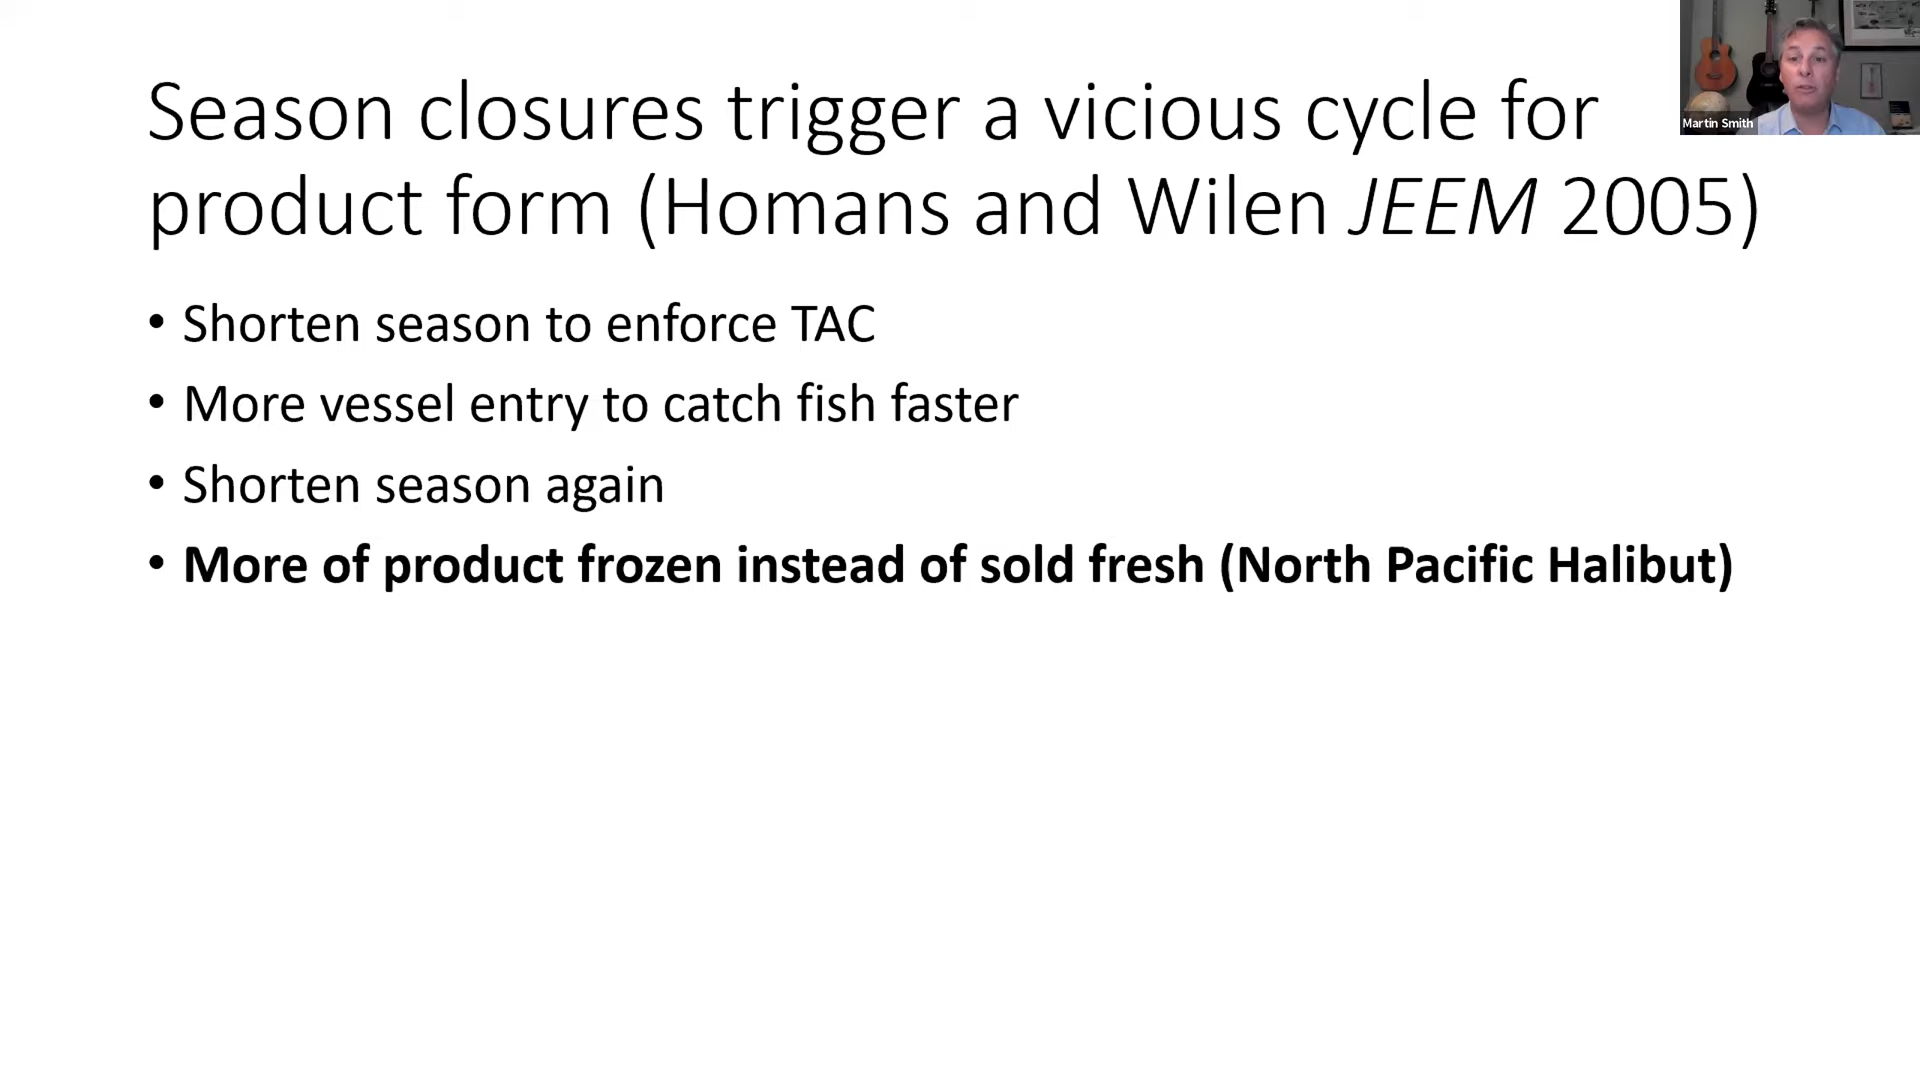 Season closures trigger a vicious cycle for
product form (Homans and Wilen JEEM 2005)
• Shorten season to enforce TAC
• More vessel entry to catch fish faster
• Shorten season again
• More of product frozen instead of sold fresh (North Pacific Halibut)
Martin Smith